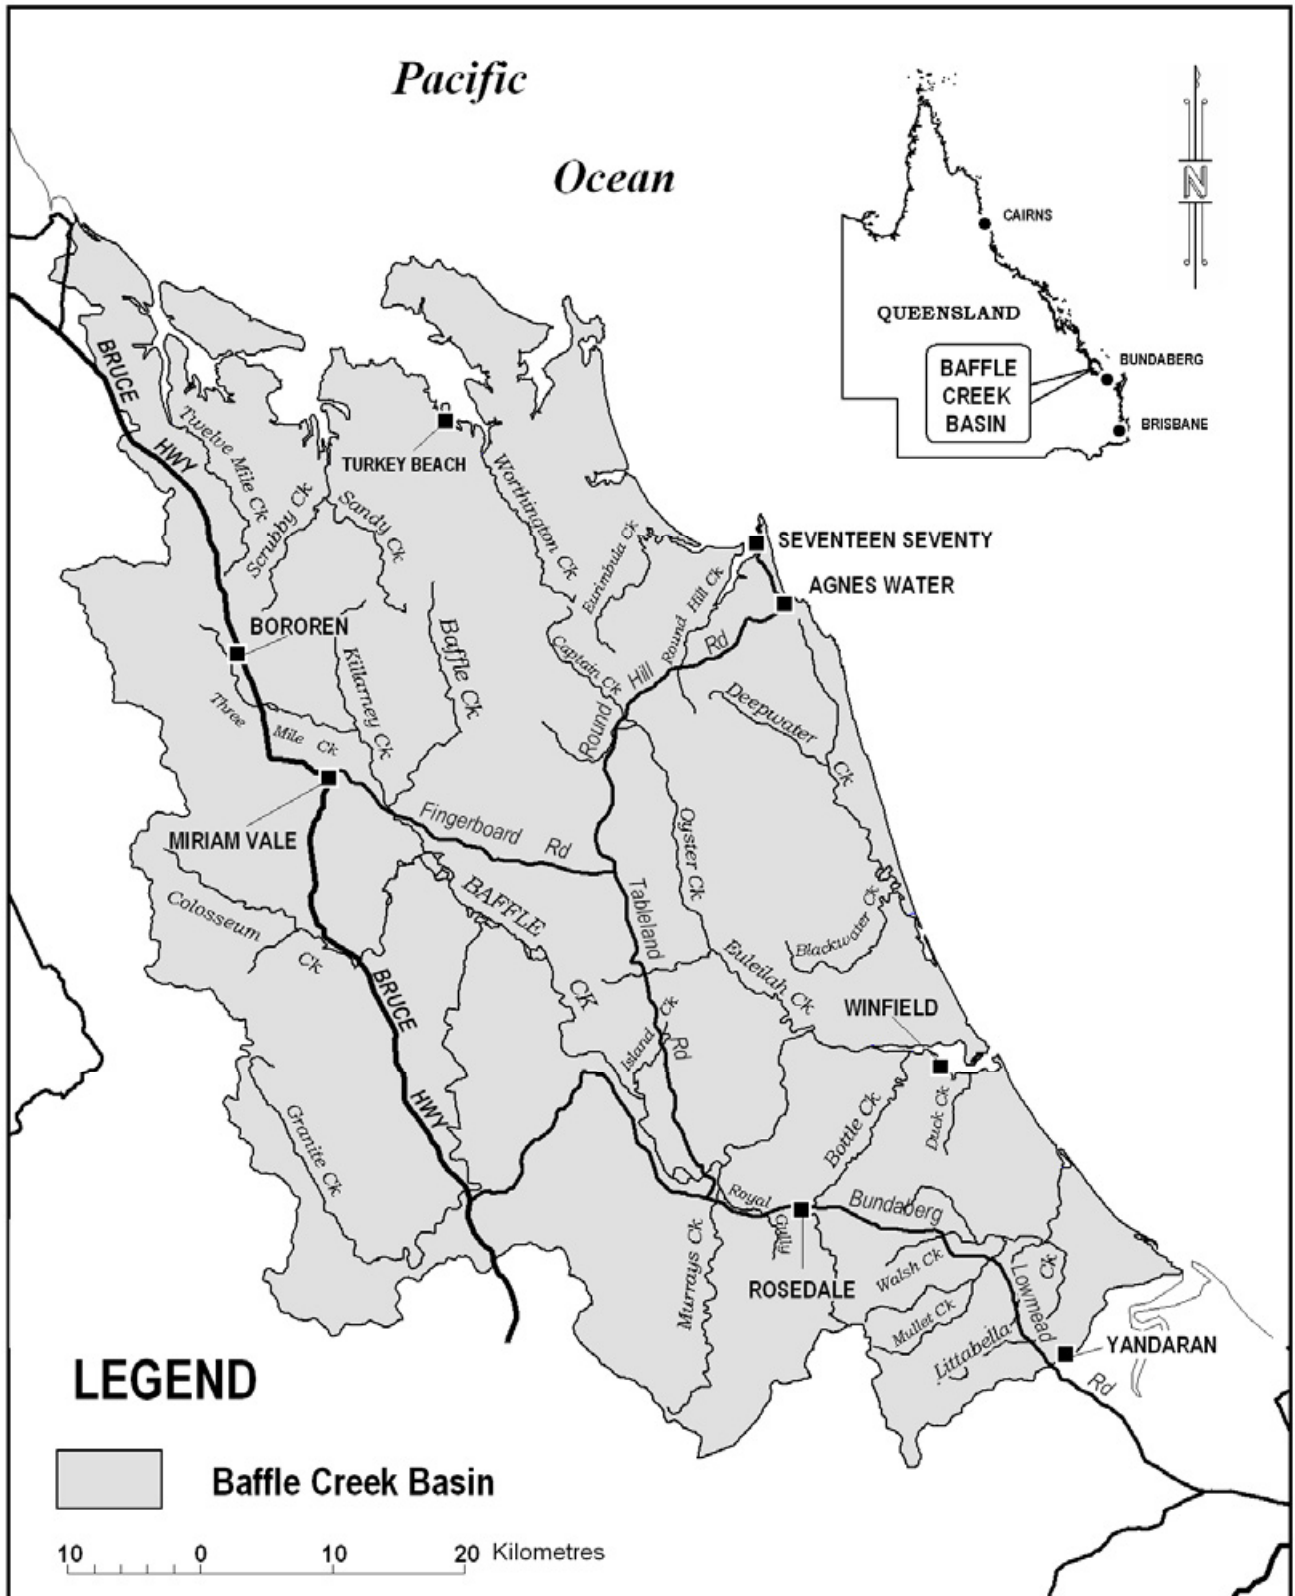 Pacific
Ocean
N
CAIRNS
QUEENSLAND
BAFFLE
CREEK
BASIN
BUNDABERG
BRISBANE
BRUCE
HWY
Twelve Mile Ck
Scrubby Ck
Sandy Ck
TURKEY BEACH
Worthington Ck
Eurimbula Ck
SEVENTEEN SEVENTY
AGNES WATER
Round Hill Ck
Round Hill Rd
Captain Ck
BOROREN
Killarney Ck
Baffle Ck
Three Mile Ck
Deepwater Ck
MIRIAM VALE
Fingerboard Rd
Oyster Ck
Tableland Rd
BAFFLE CK
Colosseum Ck
BRUCE
HWY
Blackwater Ck
Euleilah Ck
WINFIELD
Island Ck
Granite Ck
Bottle Ck
Duck Ck
Royal Gully
Bundaberg
Murrays Ck
ROSEDALE
Walsh Ck
Mullet Ck
Littabella Ck
Lowmead Rd
YANDARAN
LEGEND
Baffle Creek Basin
10 0 10 20 Kilometres